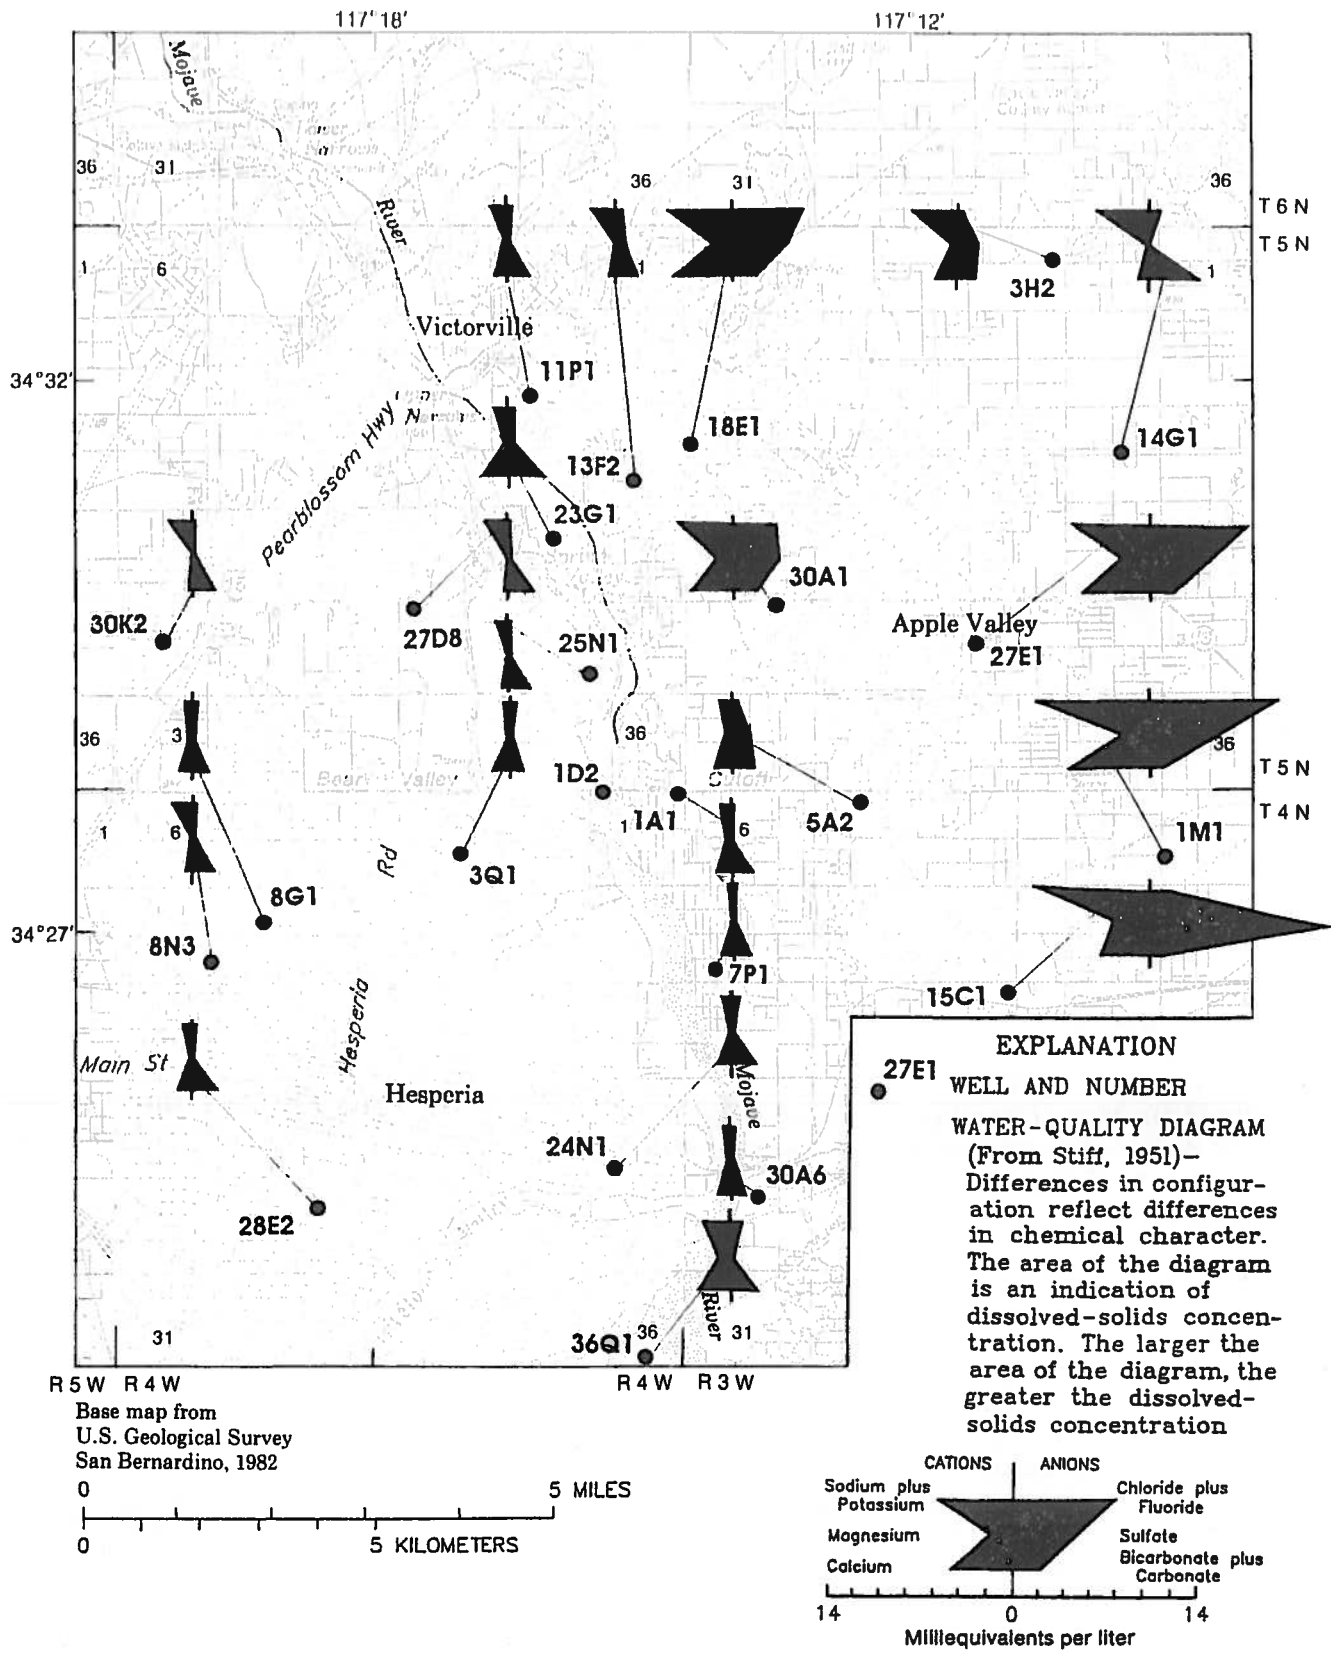 117°18' 117°12'
Mojave
36 31 36 31 36
T 6 N
River
T 5 N
1 6 1 3H2 1
Victorville
34°32' 11P1
Pearblossom Hwy
18E1 14G1
13F2
23G1
30A1
30K2 27D8 25N1 Apple Valley
27E1
36 3 36 36
Bear Valley T 5 N
1D2
1 6 1 1A1 6 5A2 T 4 N
1M1
Rd 3Q1
8G1
34°27' 8N3
7P1
15C1
Hesperia
Main St
Hesperia
Mojave
24N1
30A6
28E2
River
31 36Q1 36 31
R 5 W R 4 W R 4 W R 3 W
Base map from
U.S. Geological Survey
San Bernardino, 1982
0 5 MILES
0 5 KILOMETERS
EXPLANATION
27E1
WELL AND NUMBER
WATER-QUALITY DIAGRAM
(From Stiff, 1951)—
Differences in configur-
ation reflect differences
in chemical character.
The area of the diagram
is an indication of
dissolved-solids concen-
tration. The larger the
area of the diagram, the
greater the dissolved-
solids concentration
CATIONS ANIONS
Sodium plus Chloride plus
Potassium Fluoride
Magnesium Sulfate
Calcium Bicarbonate plus
Carbonate
14 0 14
Milliequivalents per liter